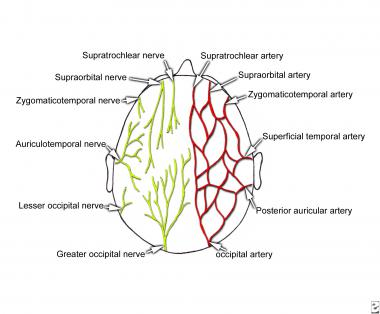 Supratrochlear nerve
Supratrochlear artery
Supraorbital nerve
Supraorbital artery
Zygomaticotemporal nerve
Zygomaticotemporal artery
Auriculotemporal nerve
Superficial temporal artery
Lesser occipital nerve
Posterior auricular artery
Greater occipital nerve
occipital artery